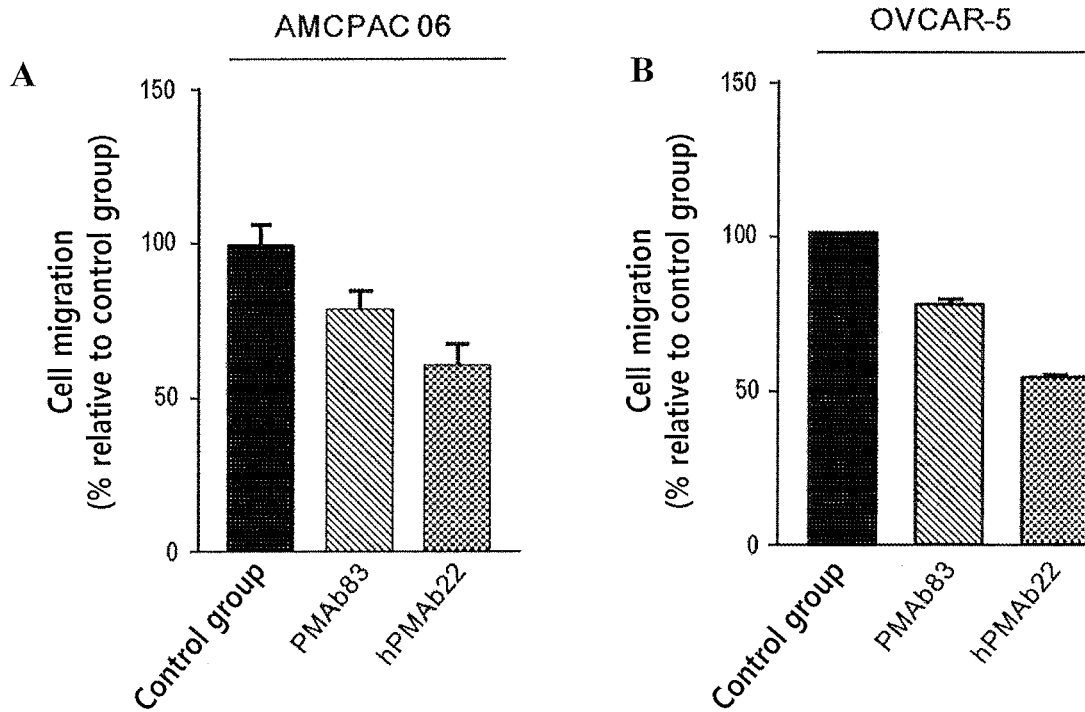 AMCPAC 06
A
Cell migration
(% relative to control group)
150
100
50
0
Control group
PMAb83
hPMAb22
OVCAR-5
B
Cell migration
(% relative to control group)
150
100
50
0
Control group
PMAb83
hPMAb22